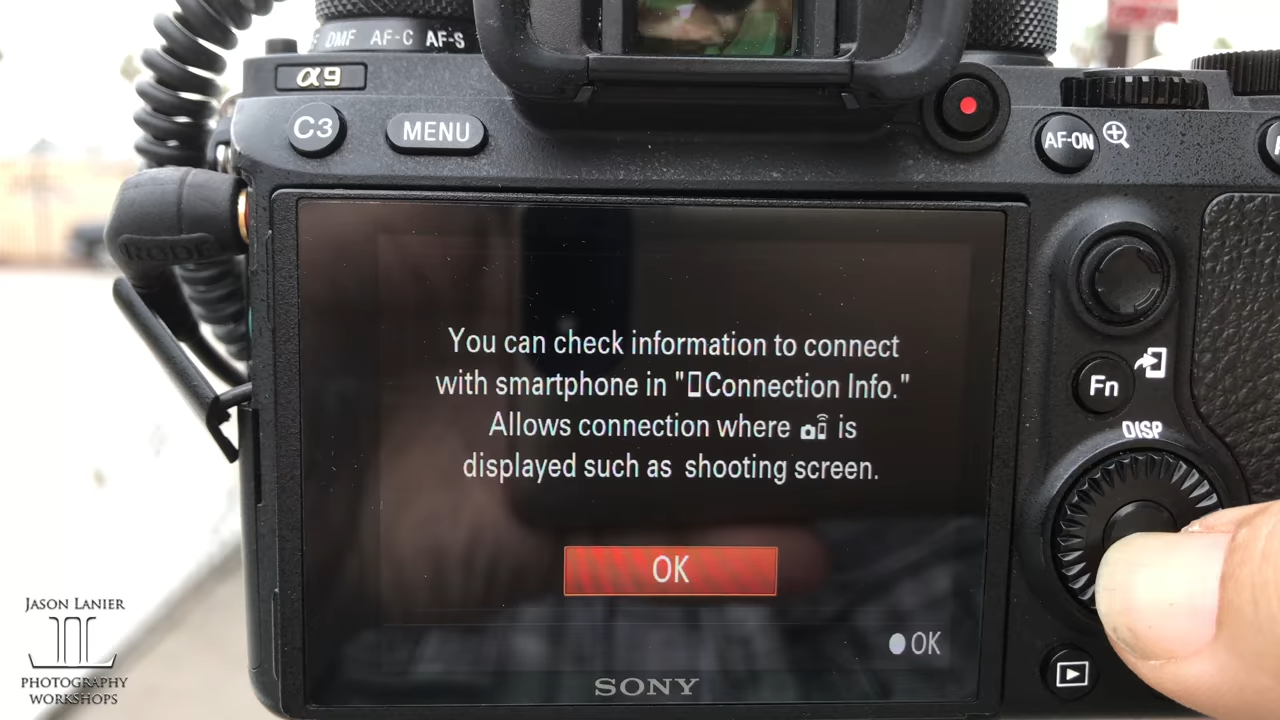 DMF AF-C AF-S
α9
C3 MENU
AF-ON
RODE
You can check information to connect
with smartphone in "Connection Info."
Allows connection where is
displayed such as shooting screen.
Fn
DISP
OK
OK
SONY
JASON LANIER
PHOTOGRAPHY
WORKSHOPS